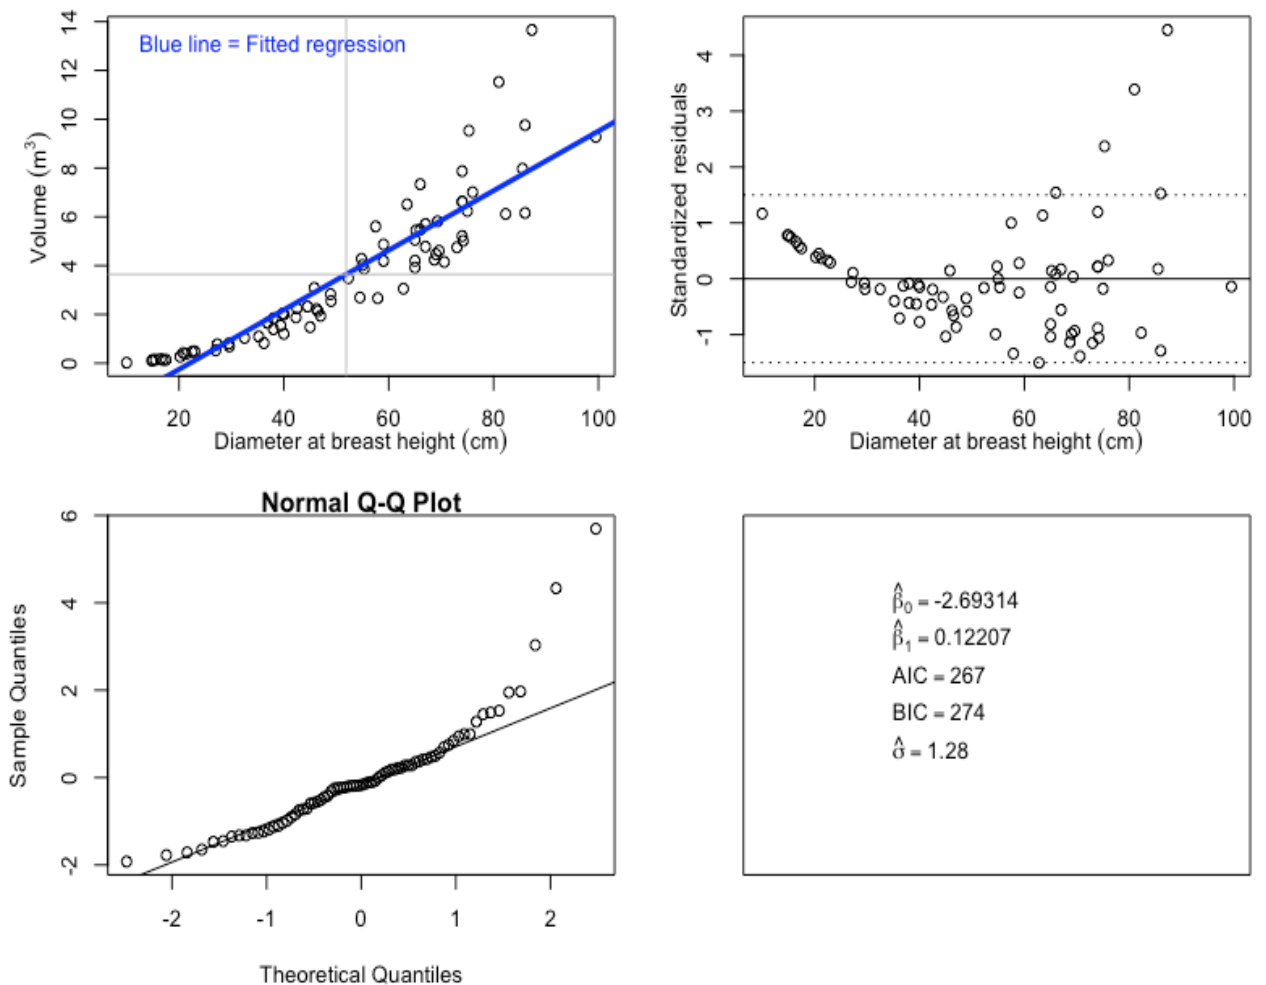 14
12
10
8
6
4
2
0
Volume (m³)
Blue line = Fitted regression
20 40 60 80 100
Diameter at breast height (cm)
4
3
2
1
0
-1
Standardized residuals
20 40 60 80 100
Diameter at breast height (cm)
Normal Q-Q Plot
6
4
2
0
-2
Sample Quantiles
-2 -1 0 1 2
Theoretical Quantiles
β̂₀ = -2.69314
β̂₁ = 0.12207
AIC = 267
BIC = 274
σ̂ = 1.28